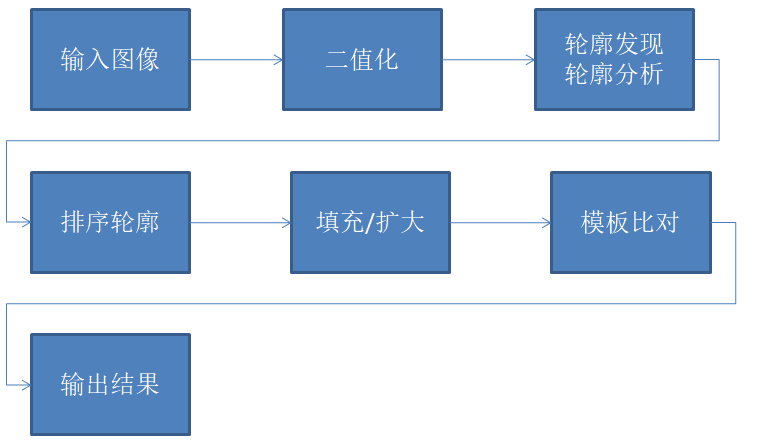 输入图像
二值化
轮廓发现
轮廓分析
排序轮廓
填充/扩大
模板比对
输出结果